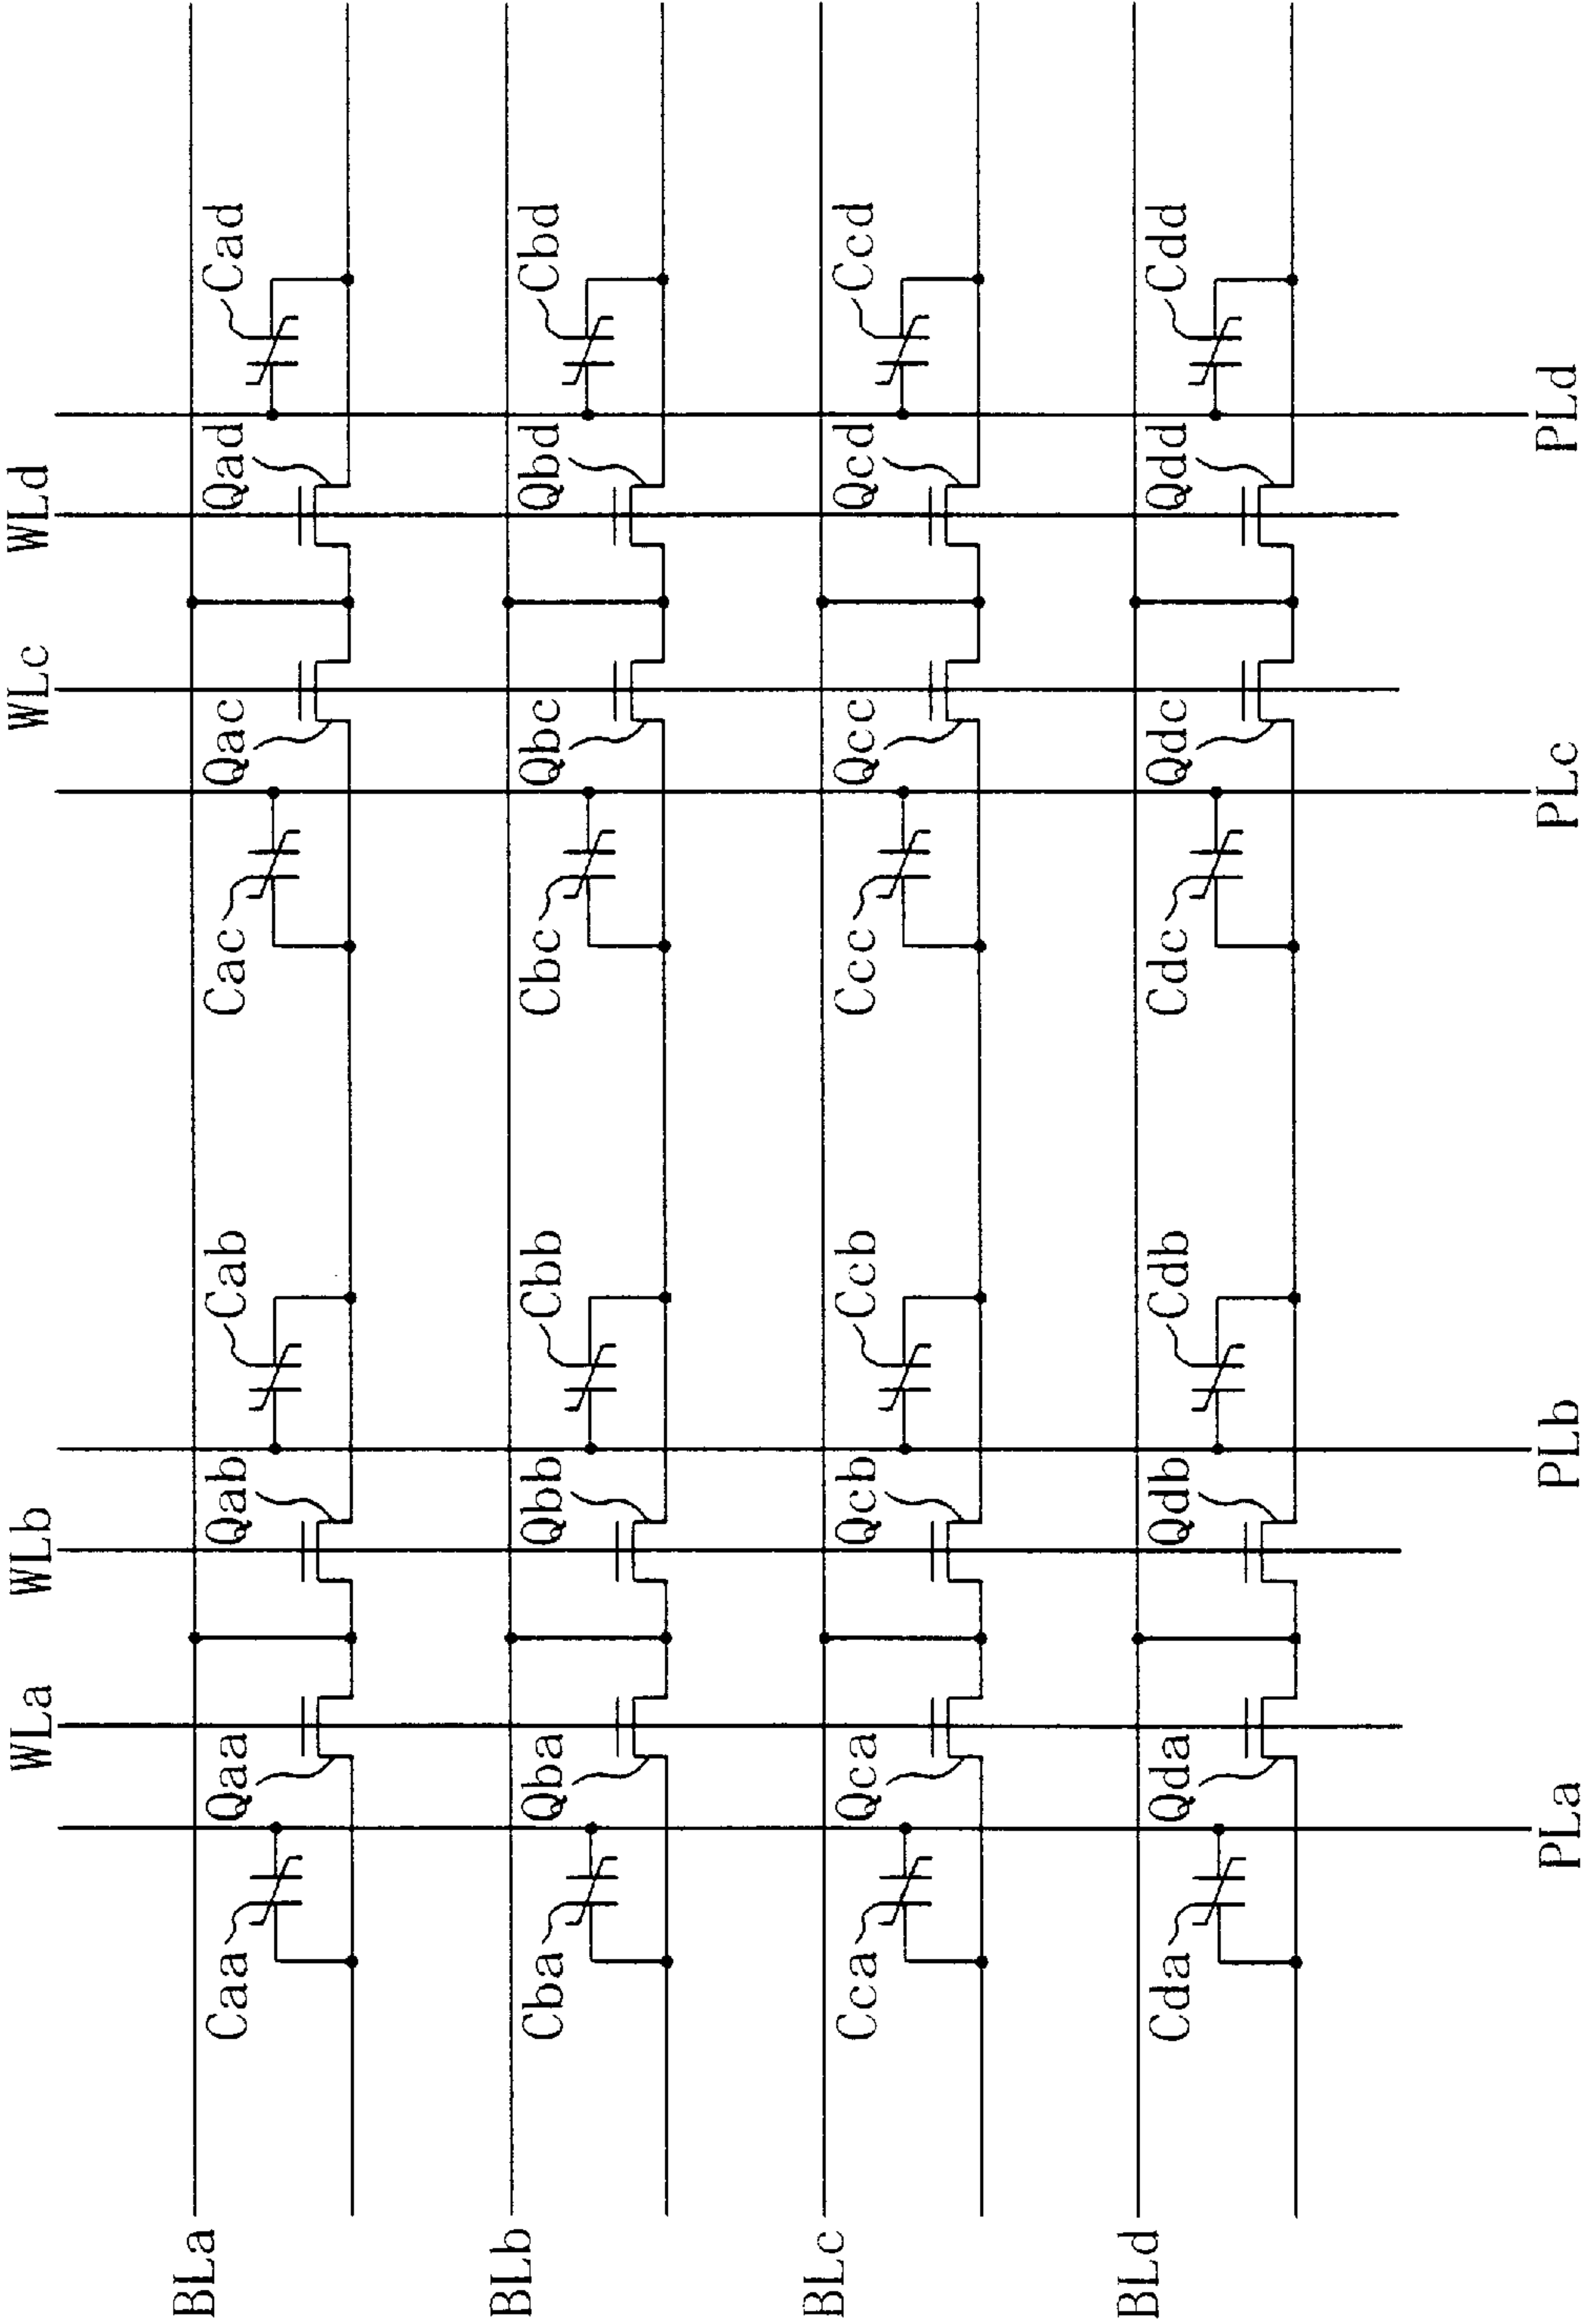 WLa WLb WLc WLd
BLa Caa Qaa Qab Cab Cac Qac Qad Cad
BLb Cba Qba Qbb Cbb Cbc Qbc Qbd Cbd
BLc Cca Qca Qcb Ccb Ccc Qcc Qcd Ccd
BLd Cda Qda Qdb Cdb Cdc Qdc Qdd Cdd
PLa PLb PLc PLd